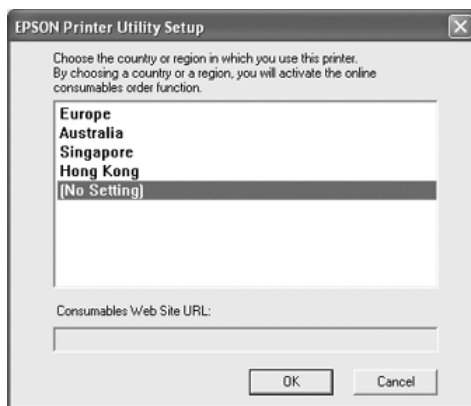 EPSON Printer Utility Setup
Choose the country or region in which you use this printer.
By choosing a country or a region, you will activate the online
consumables order function.
Europe
Australia
Singapore
Hong Kong
(No Setting)
Consumables Web Site URL:
OK
Cancel